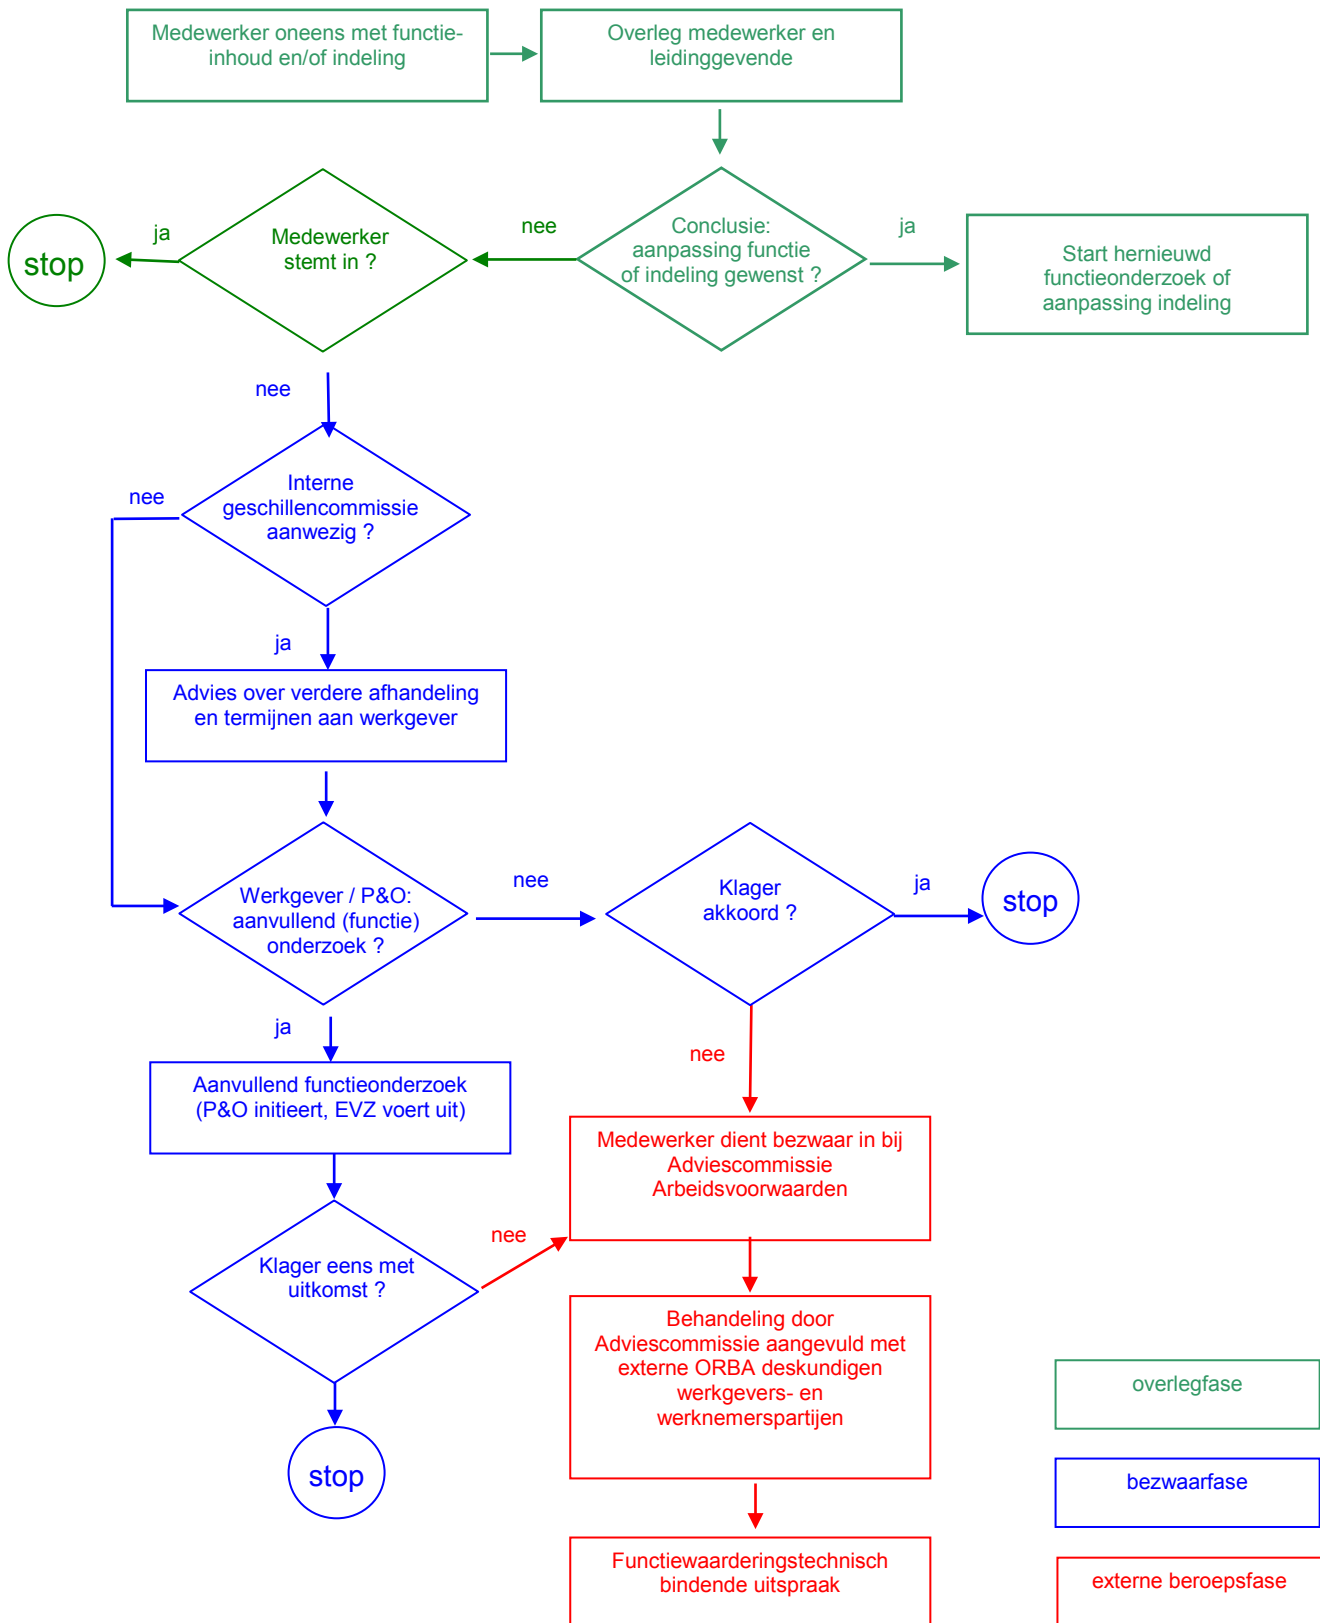 Medewerker oneens met functie-
inhoud en/of indeling
Overleg medewerker en
leidinggevende
Conclusie:
aanpassing functie
of indeling gewenst ?
ja
Start hernieuwd
functieonderzoek of
aanpassing indeling
nee
Medewerker
stemt in ?
ja
stop
nee
Interne
geschillencommissie
aanwezig ?
nee
ja
Advies over verdere afhandeling
en termijnen aan werkgever
Werkgever / P&O:
aanvullend (functie)
onderzoek ?
nee
Klager
akkoord ?
ja
stop
ja
nee
Aanvullend functieonderzoek
(P&O initieert, EVZ voert uit)
Medewerker dient bezwaar in bij
Adviescommissie
Arbeidsvoorwaarden
Klager eens met
uitkomst ?
nee
stop
Behandeling door
Adviescommissie aangevuld met
externe ORBA deskundigen
werkgevers- en
werknemerspartijen
Functiewaarderingstechnisch
bindende uitspraak
overlegfase
bezwaarfase
externe beroepsfase